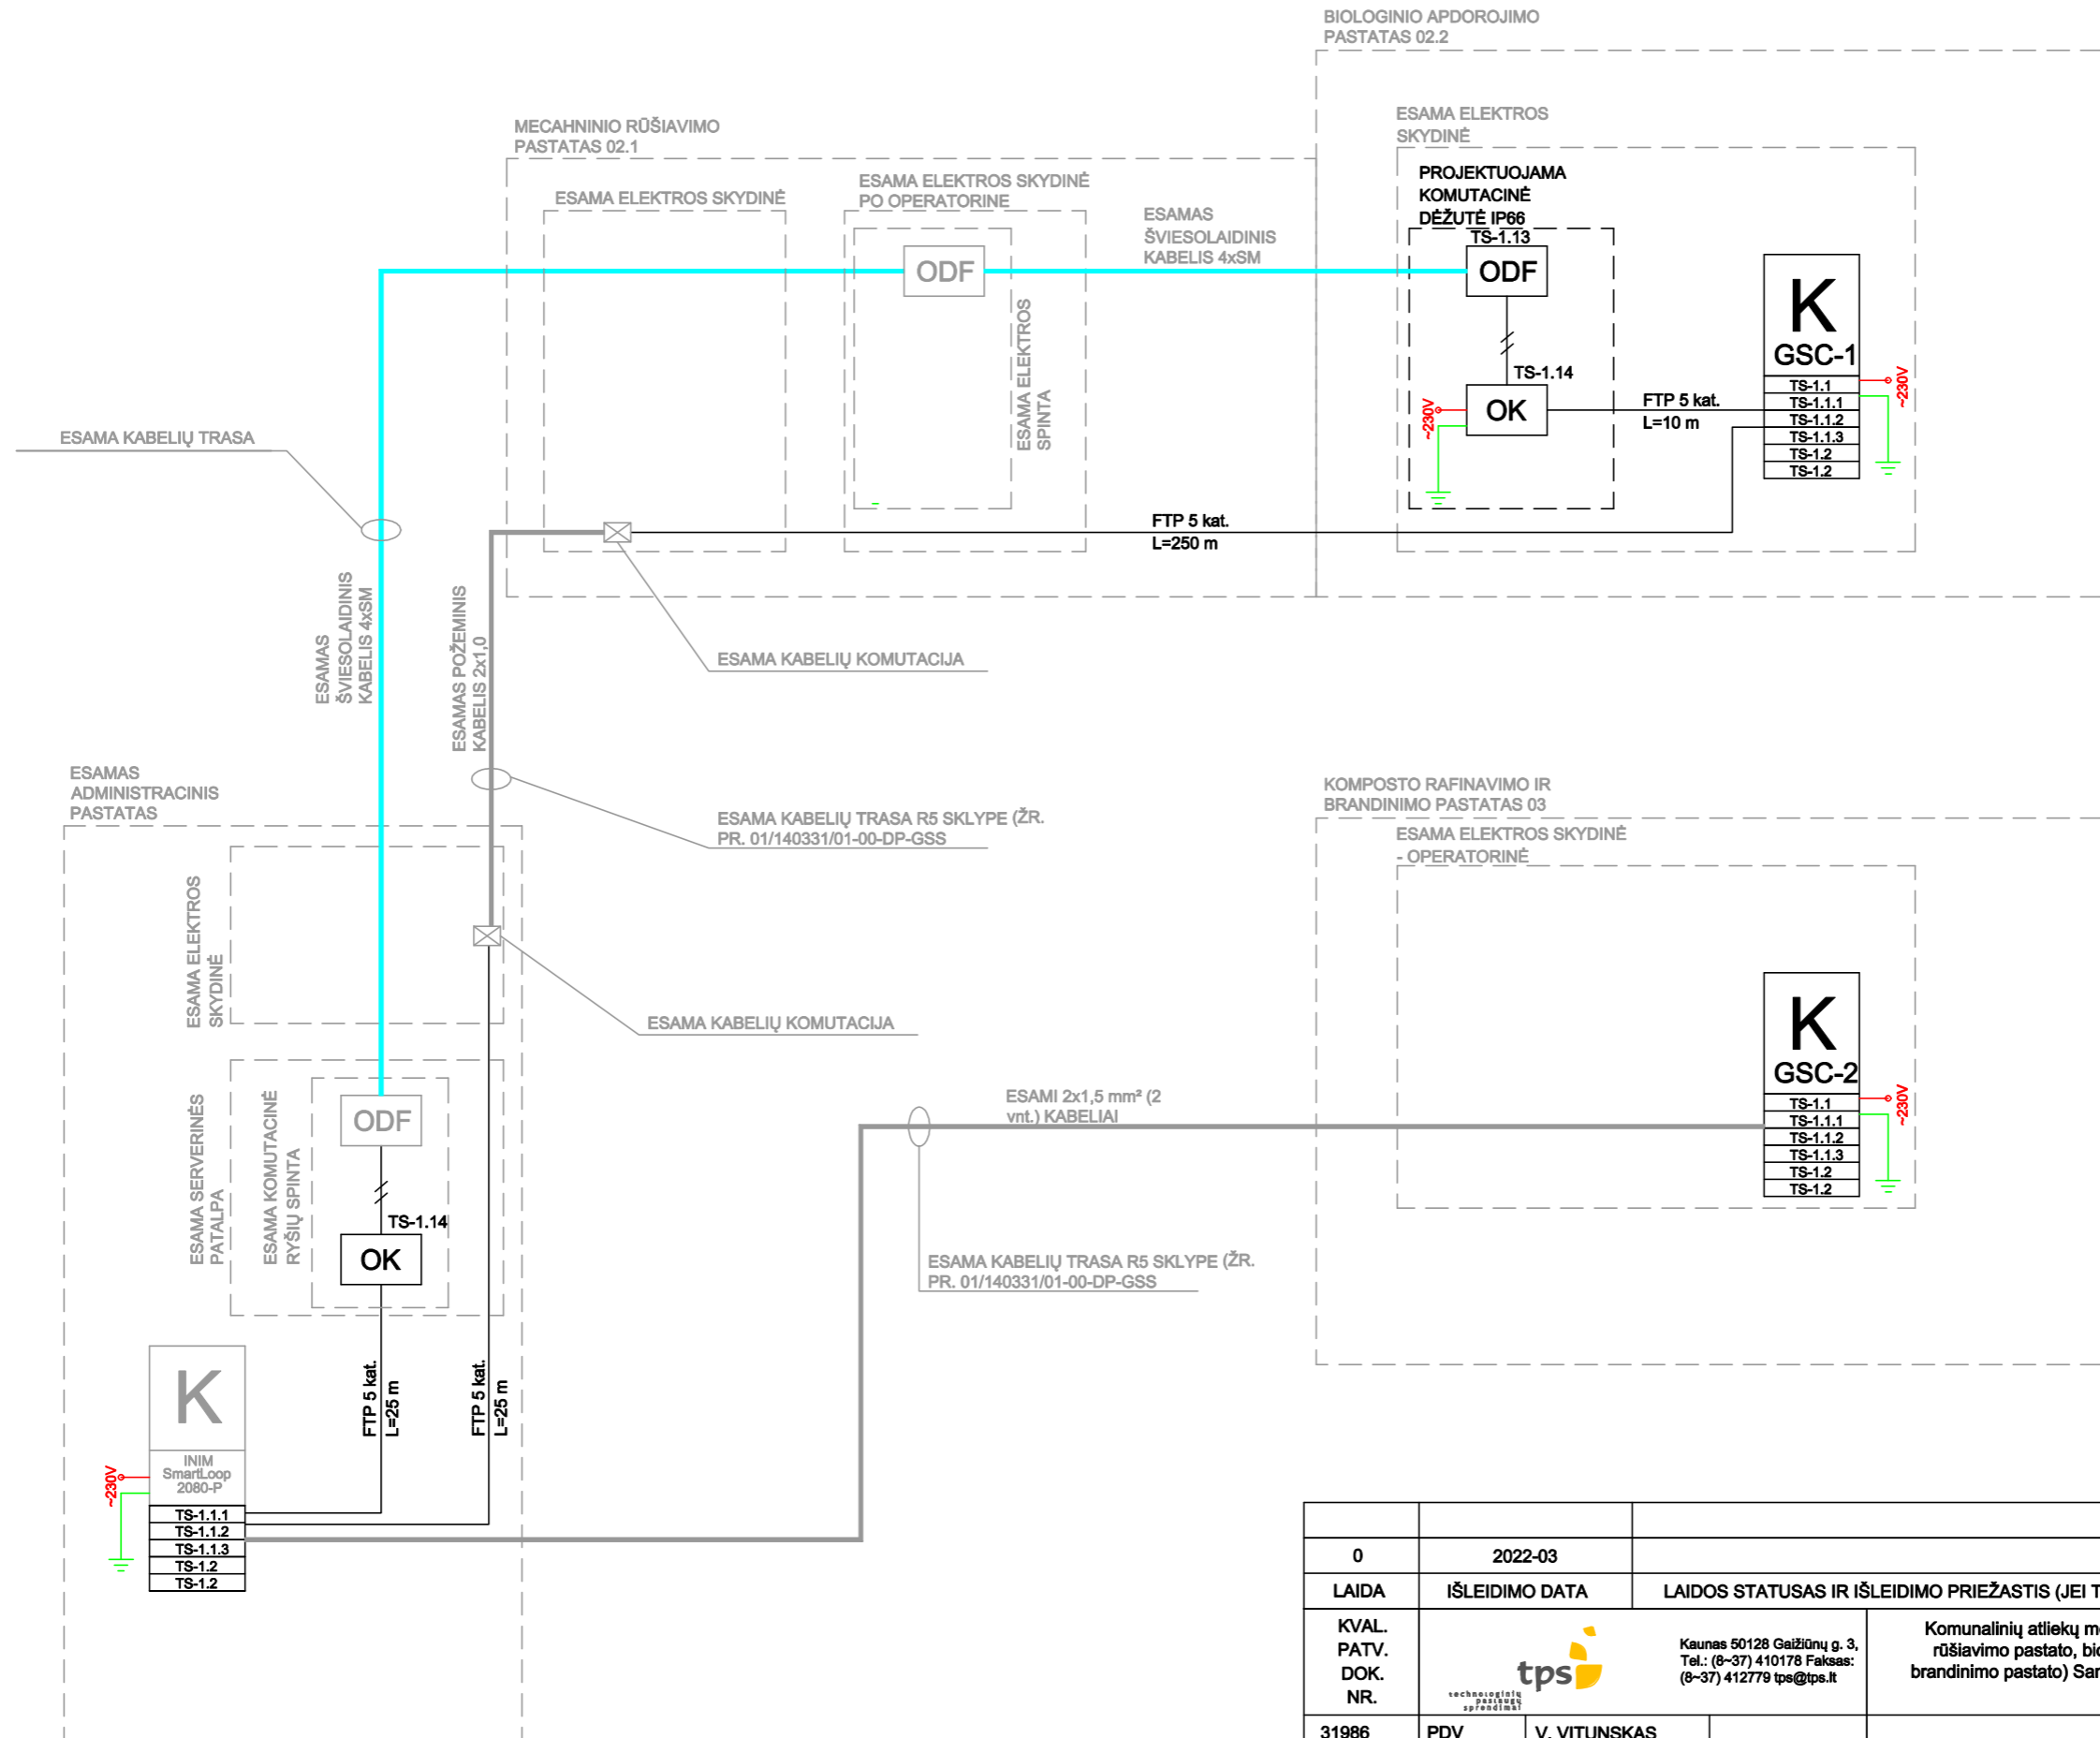 BIOLOGINIO APDOROJIMO
PASTATAS 02.2
MECAHNINIO RŪŠIAVIMO
PASTATAS 02.1
ESAMA ELEKTROS SKYDINĖ
ESAMA ELEKTROS SKYDINĖ
PO OPERATORINE
ODF
ESAMA ELEKTROS
SPINTA
ESAMAS
ŠVIESOLAIDINIS
KABELIS 4xSM
ESAMA ELEKTROS
SKYDINĖ
PROJEKTUOJAMA
KOMUTACINĖ
DĖŽUTĖ IP66
TS-1.13
ODF
TS-1.14
OK
~230V
FTP 5 kat.
L=10 m
K
GSC-1
TS-1.1
TS-1.1.1
TS-1.1.2
TS-1.1.3
TS-1.2
TS-1.2
~230V
FTP 5 kat.
L=250 m
ESAMA KABELIŲ TRASA
ESAMAS
ŠVIESOLAIDINIS
KABELIS 4xSM
ESAMAS POŽEMINIS
KABELIS 2x1,0
ESAMA KABELIŲ KOMUTACIJA
ESAMA KABELIŲ TRASA R5 SKLYPE (ŽR.
PR. 01/140331/01-00-DP-GSS
ESAMAS
ADMINISTRACINIS
PASTATAS
ESAMA ELEKTROS
SKYDINĖ
ESAMA KABELIŲ KOMUTACIJA
ESAMA SERVERINĖS
PATALPA
ESAMA KOMUTACINĖ
RYŠIŲ SPINTA
ODF
TS-1.14
OK
FTP 5 kat.
L=25 m
FTP 5 kat.
L=25 m
K
INIM
SmartLoop
2080-P
~230V
TS-1.1.1
TS-1.1.2
TS-1.1.3
TS-1.2
TS-1.2
KOMPOSTO RAFINAVIMO IR
BRANDINIMO PASTATAS 03
ESAMA ELEKTROS SKYDINĖ
- OPERATORINĖ
K
GSC-2
TS-1.1
TS-1.1.1
TS-1.1.2
TS-1.1.3
TS-1.2
TS-1.2
~230V
ESAMI 2x1,5 mm² (2
vnt.) KABELIAI
ESAMA KABELIŲ TRASA R5 SKLYPE (ŽR.
PR. 01/140331/01-00-DP-GSS
0 2022-03
LAIDA IŠLEIDIMO DATA LAIDOS STATUSAS IR IŠLEIDIMO PRIEŽASTIS (JEI T
KVAL.
PATV.
DOK.
NR.
tps
technologinių
paslaugų
sprendimai
Kaunas 50128 Gaižiūnų g. 3,
Tel.: (8~37) 410178 Faksas:
(8~37) 412779 tps@tps.lt
Komunalinių atliekų me
rūšiavimo pastato, bio
brandinimo pastato) San
31986 PDV V. VITUNSKAS